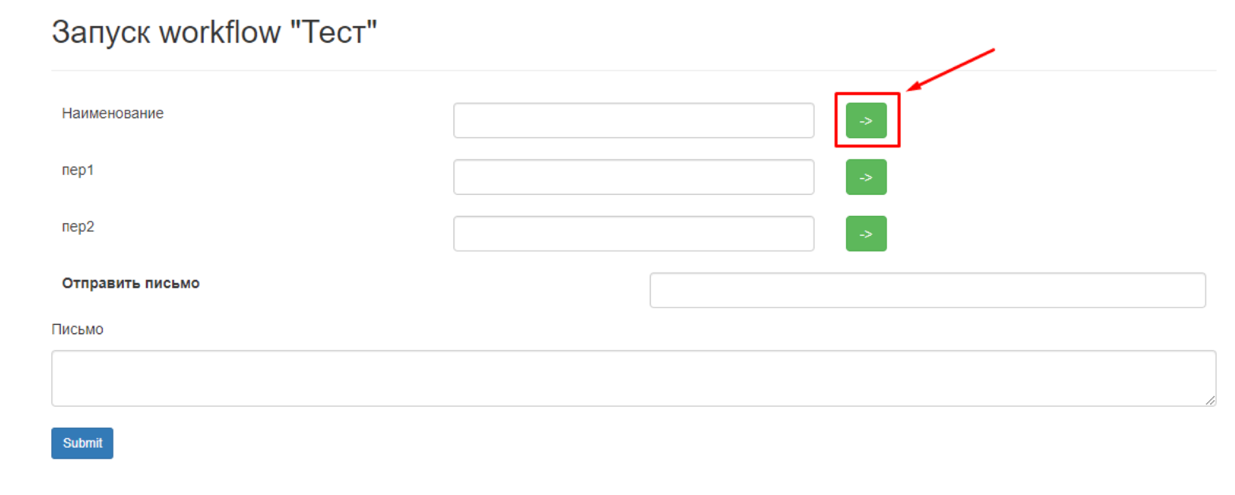 Запуск workflow "Тест"
Наименование ->
пер1 ->
пер2 ->
Отправить письмо
Письмо
Submit